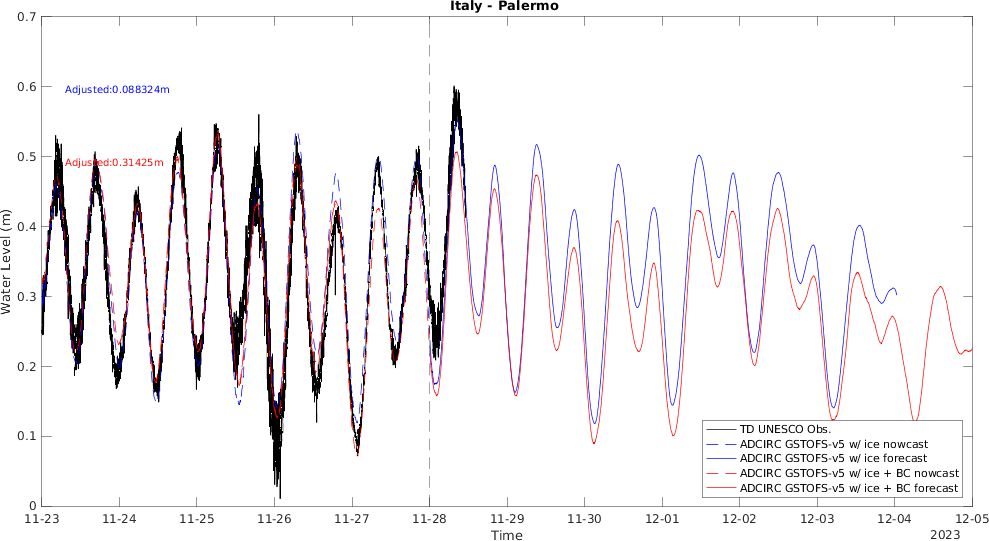 Italy - Palermo
0.7
0.6
0.5
0.4
0.3
0.2
0.1
0
Water Level (m)
Adjusted:0.088324m
Adjusted:0.31425m
TD UNESCO Obs.
ADCIRC GSTOFS-v5 w/ ice nowcast
ADCIRC GSTOFS-v5 w/ ice forecast
ADCIRC GSTOFS-v5 w/ ice + BC nowcast
ADCIRC GSTOFS-v5 w/ ice + BC forecast
11-23 11-24 11-25 11-26 11-27 11-28 11-29 11-30 12-01 12-02 12-03 12-04 12-05
Time
2023